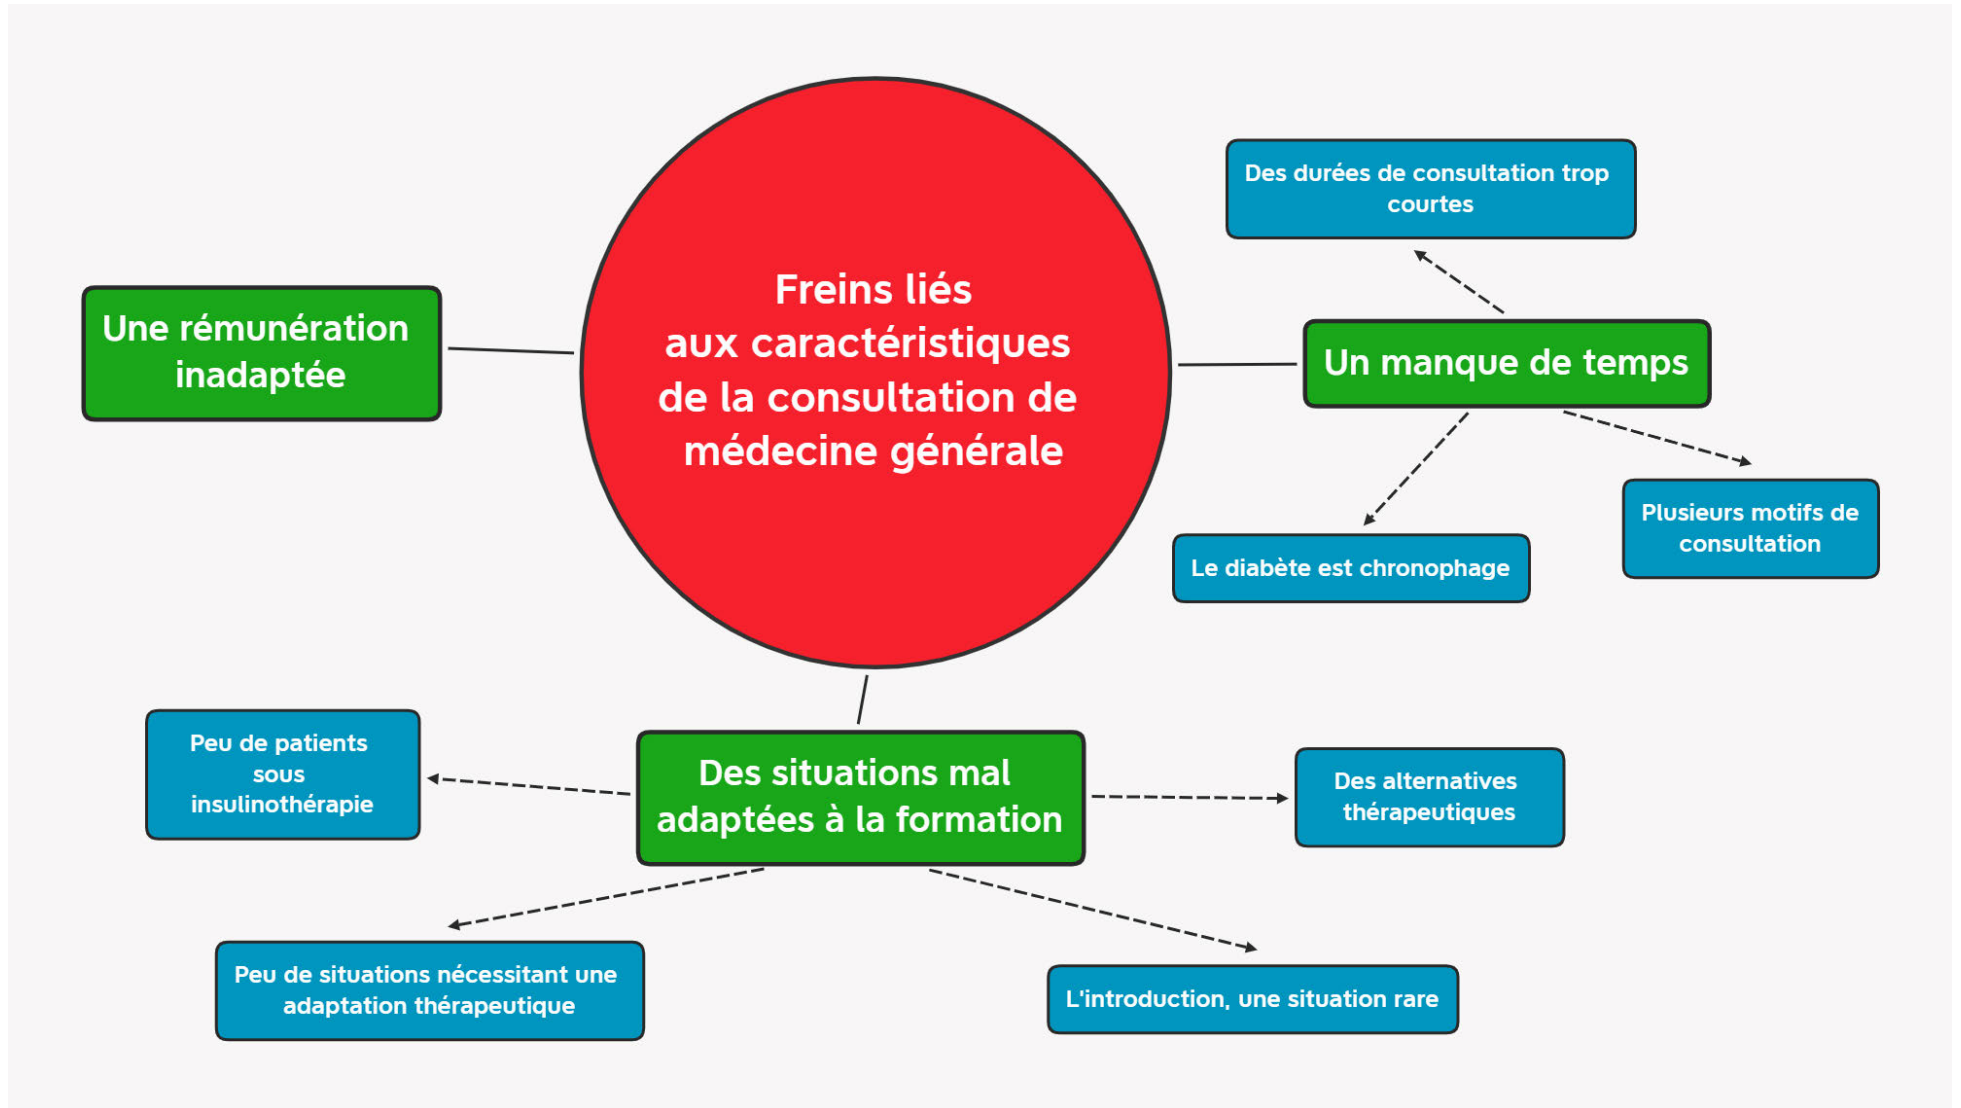 Freins liés
aux caractéristiques
de la consultation de
médecine générale
Une rémunération
inadaptée
Des durées de consultation trop
courtes
Un manque de temps
Plusieurs motifs de
consultation
Le diabète est chronophage
Peu de patients
sous
insulinothérapie
Des situations mal
adaptées à la formation
Des alternatives
thérapeutiques
Peu de situations nécessitant une
adaptation thérapeutique
L'introduction, une situation rare